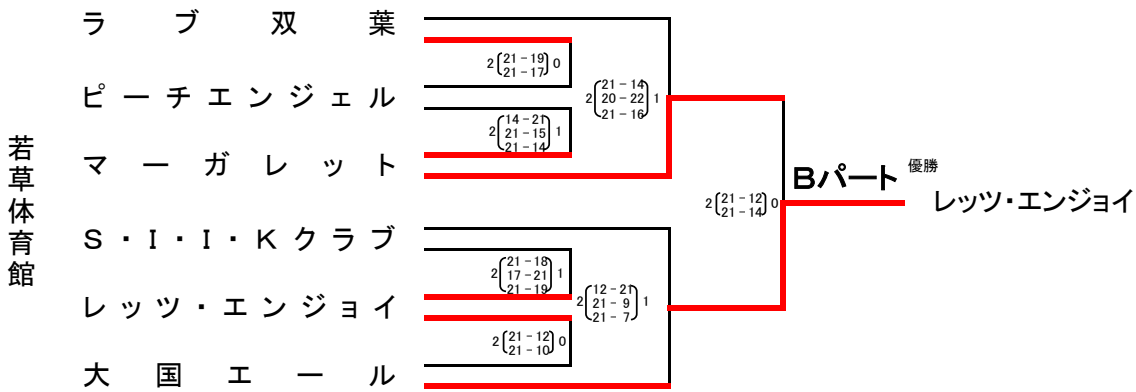 ラブ双葉
2(21-19 21-17)0
ピーチエンジェル
2(21-14 20-22 21-16)1
2(14-21 21-15 21-14)1
マーガレット
若草体育館
Bパート 優勝
レッツ・エンジョイ
2(21-12 21-14)0
S・I・I・Kクラブ
2(21-18 17-21 21-19)1
レッツ・エンジョイ
2(12-21 21-9 21-7)1
2(21-12 21-10)0
大国エール